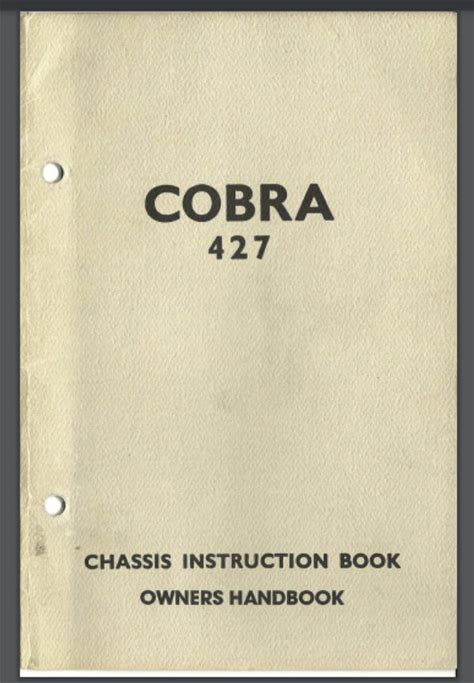 COBRA
427
CHASSIS INSTRUCTION BOOK
OWNERS HANDBOOK